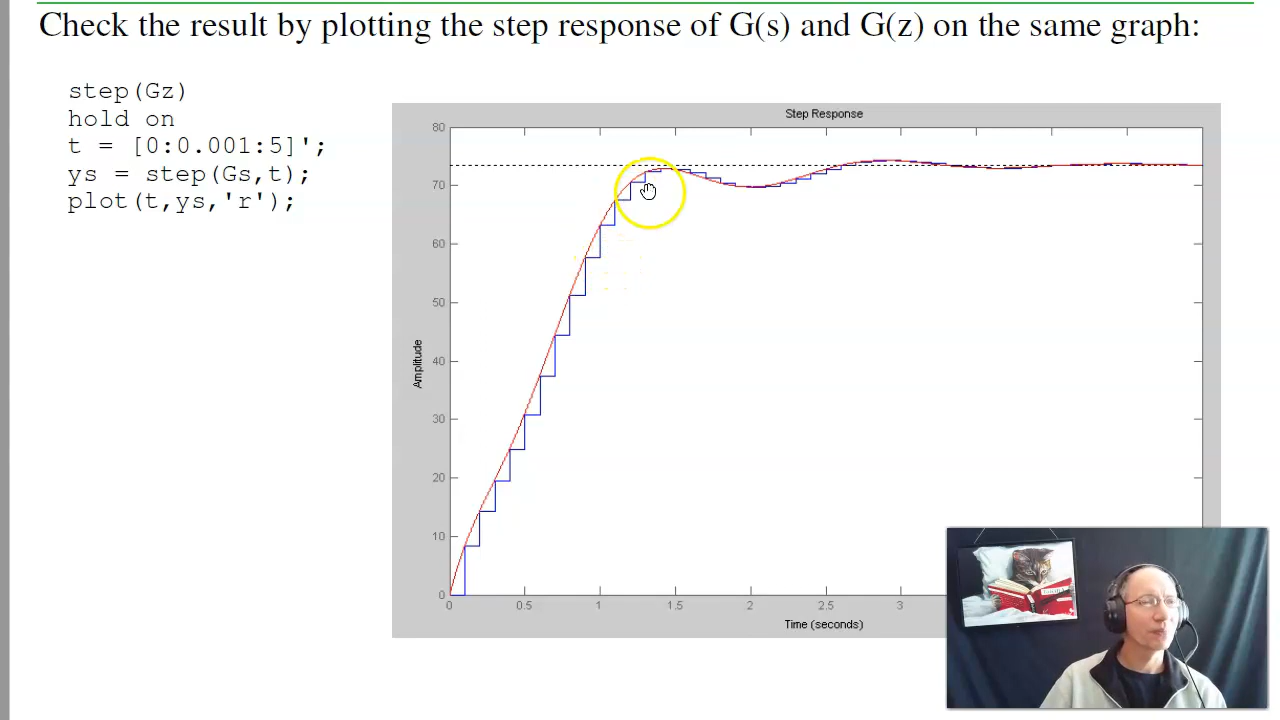 Check the result by plotting the step response of G(s) and G(z) on the same graph:
step(Gz)
hold on
t = [0:0.001:5]';
ys = step(Gs,t);
plot(t,ys,'r');
Step Response
80
70
60
50
40
30
20
10
0
Amplitude
0 0.5 1 1.5 2 2.5 3
Time (seconds)